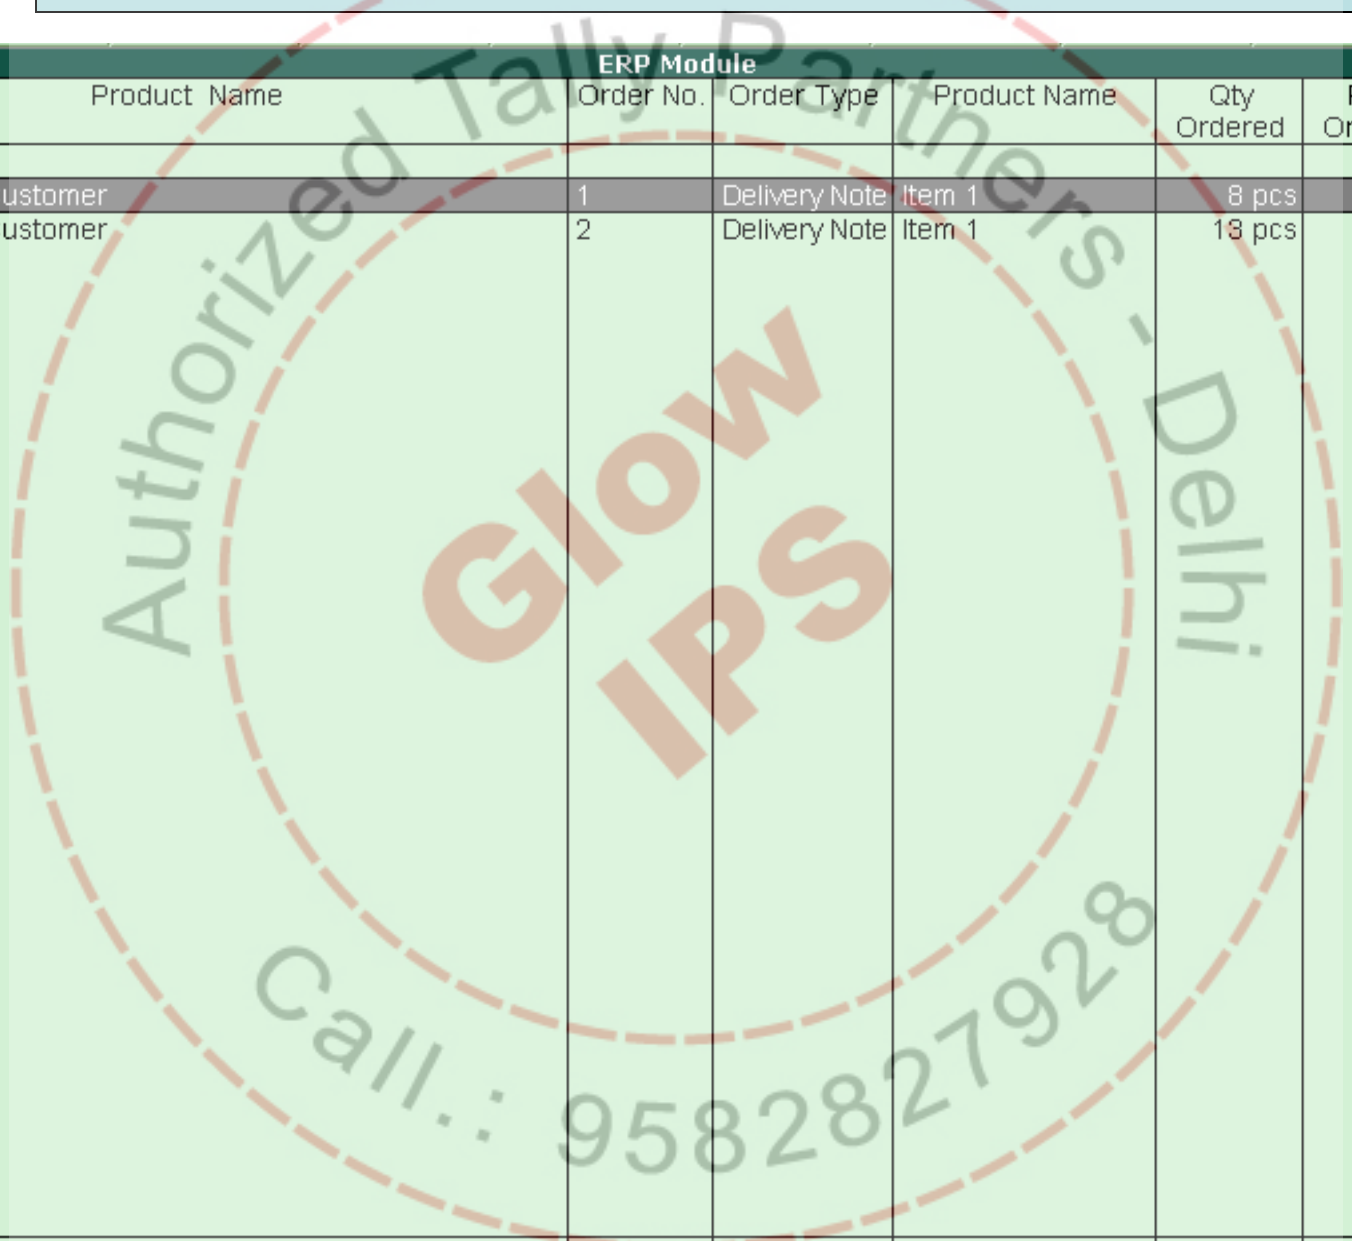 ERP Module
Product Name Order No. Order Type Product Name Qty Ordered
ustomer 1 Delivery Note Item 1 8 pcs
ustomer 2 Delivery Note Item 1 13 pcs
Authorized Tally Partners - Delhi
Glow
IPS
Call.: 9582827928